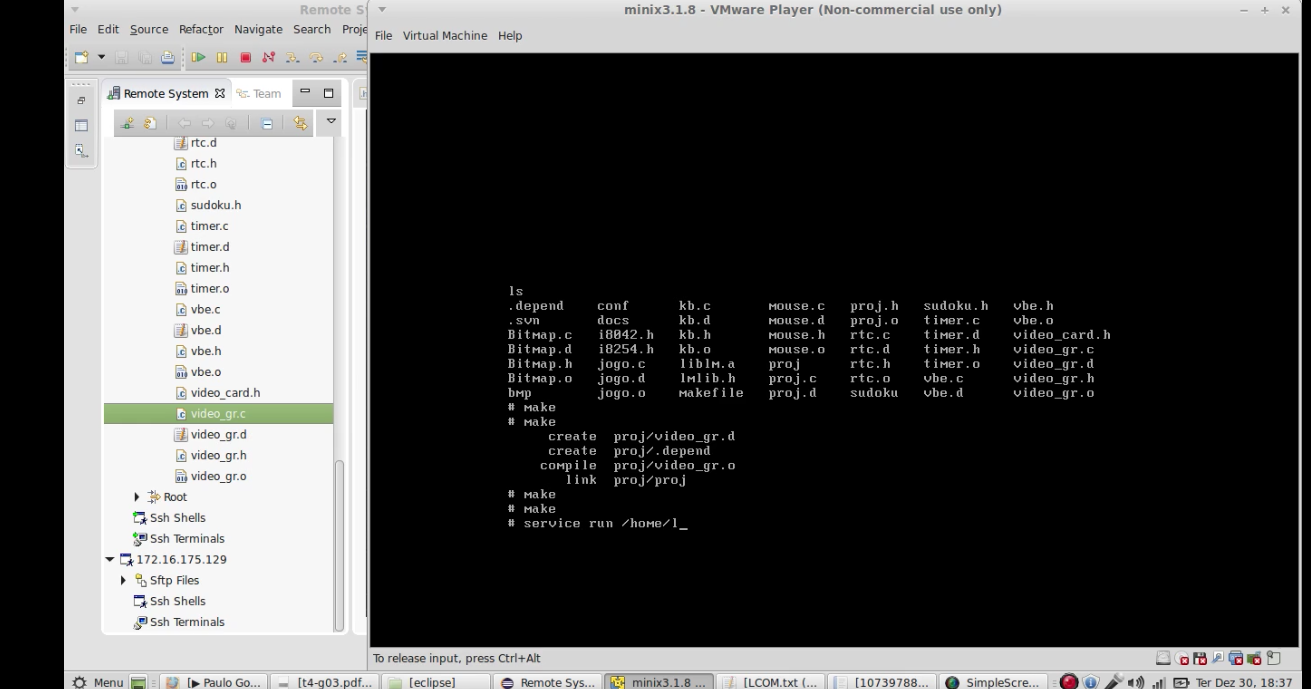 Remote S
File Edit Source Refactor Navigate Search Proje
Remote System Team
rtc.d
rtc.h
rtc.o
sudoku.h
timer.c
timer.d
timer.h
timer.o
vbe.c
vbe.d
vbe.h
vbe.o
video_card.h
video_gr.c
video_gr.d
video_gr.h
video_gr.o
Root
Ssh Shells
Ssh Terminals
172.16.175.129
Sftp Files
Ssh Shells
Ssh Terminals
minix3.1.8 - VMware Player (Non-commercial use only)
File Virtual Machine Help
ls
.depend conf kb.c mouse.c proj.h sudoku.h vbe.h
.svn docs kb.d mouse.d proj.o timer.c vbe.o
Bitmap.c i8042.h kb.h mouse.h rtc.c timer.d video_card.h
Bitmap.d i8254.h kb.o mouse.o rtc.d timer.h video_gr.c
Bitmap.h jogo.c liblm.a proj rtc.h timer.o video_gr.d
Bitmap.o jogo.d lmlib.h proj.c rtc.o vbe.c video_gr.h
bmp jogo.o makefile proj.d sudoku vbe.d video_gr.o
# make
# make
create proj/video_gr.d
create proj/.depend
compile proj/video_gr.o
link proj/proj
# make
# make
# service run /home/l_
To release input, press Ctrl+Alt
Menu [▶ Paulo Go... [t4-g03.pdf... [eclipse] Remote Sys... minix3.1.8 ... [LCOM.txt (... [10739788... SimpleScre... Ter Dez 30, 18:37